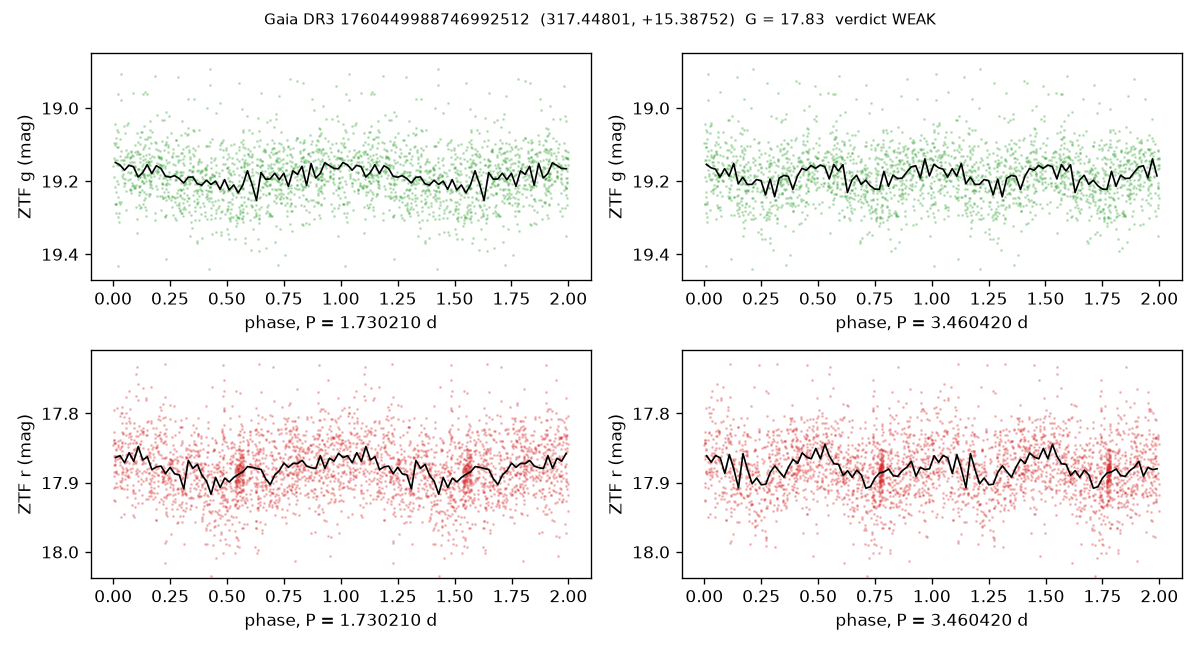 Gaia DR3 1760449988746992512 (317.44801, +15.38752) G = 17.83 verdict WEAK
ZTF g (mag)
19.0
19.2
19.4
0.00 0.25 0.50 0.75 1.00 1.25 1.50 1.75 2.00
phase, P = 1.730210 d
ZTF g (mag)
19.0
19.2
19.4
0.00 0.25 0.50 0.75 1.00 1.25 1.50 1.75 2.00
phase, P = 3.460420 d
ZTF r (mag)
17.8
17.9
18.0
0.00 0.25 0.50 0.75 1.00 1.25 1.50 1.75 2.00
phase, P = 1.730210 d
ZTF r (mag)
17.8
17.9
18.0
0.00 0.25 0.50 0.75 1.00 1.25 1.50 1.75 2.00
phase, P = 3.460420 d